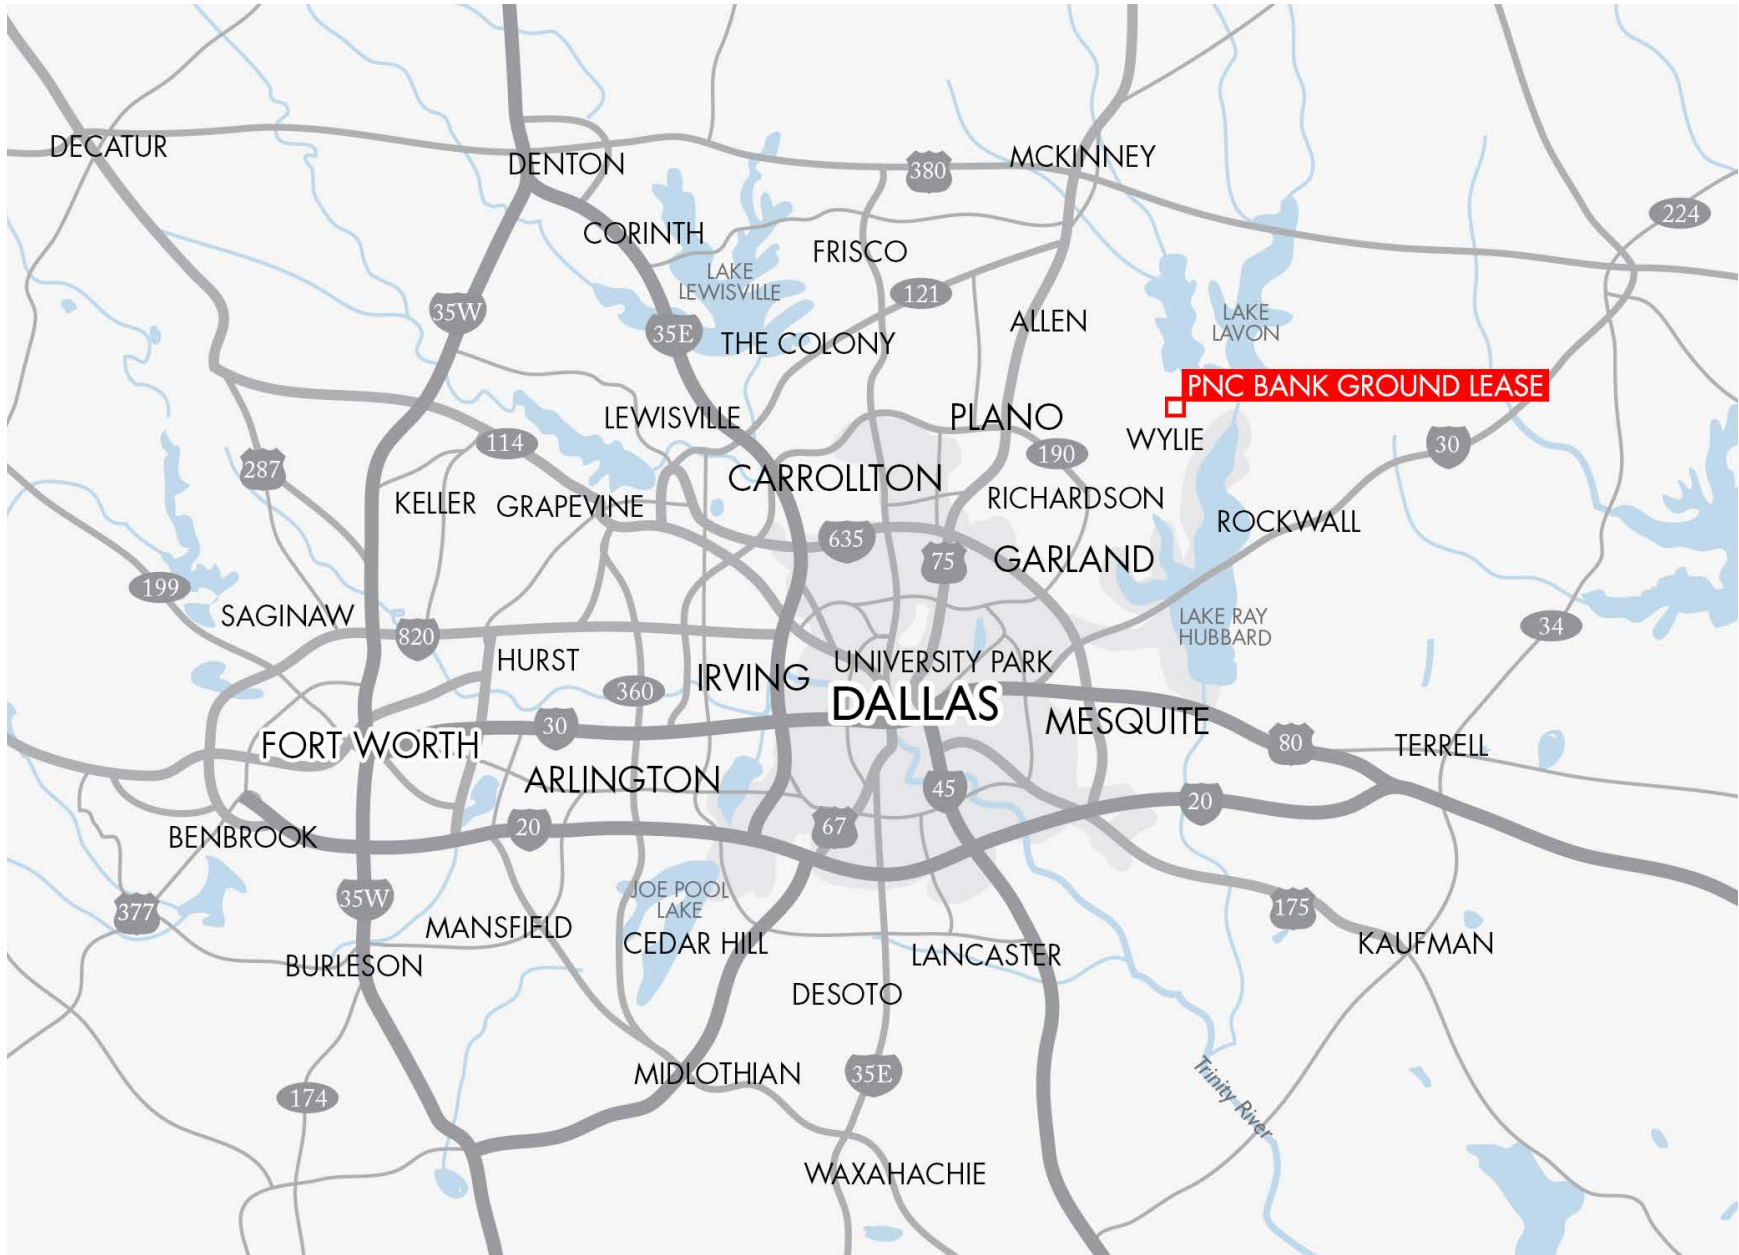 DECATUR
DENTON
MCKINNEY
380
224
CORINTH
FRISCO
LAKE
LEWISVILLE
121
35W
35E
THE COLONY
ALLEN
LAKE
LAVON
PNC BANK GROUND LEASE
LEWISVILLE
PLANO
WYLIE
114
190
30
287
CARROLLTON
KELLER
GRAPEVINE
RICHARDSON
ROCKWALL
635
75
GARLAND
199
SAGINAW
820
LAKE RAY
HUBBARD
34
HURST
IRVING
UNIVERSITY PARK
360
DALLAS
MESQUITE
30
FORT WORTH
80
TERRELL
ARLINGTON
45
20
BENBROOK
20
67
35W
JOE POOL
LAKE
377
175
MANSFIELD
CEDAR HILL
LANCASTER
KAUFMAN
BURLESON
DESOTO
MIDLOTHIAN
35E
174
Trinity River
WAXAHACHIE